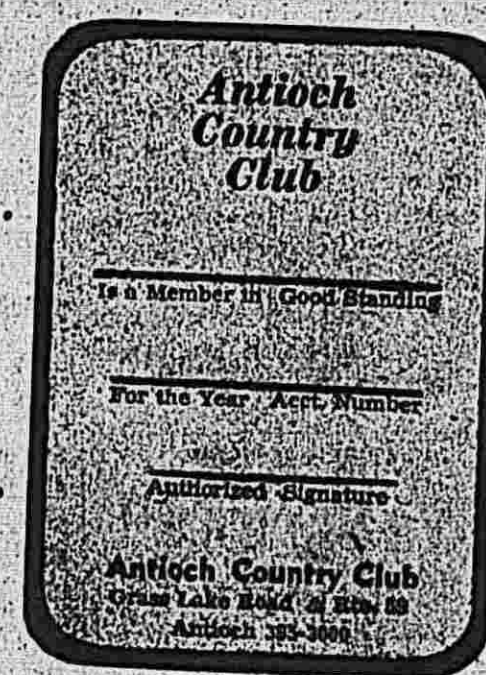 Antioch
Country
Club
Is a Member in Good Standing
For the Year Acct. Number
Authorized Signature
Antioch Country Club
Grass Lake Road & Rte.
Antioch